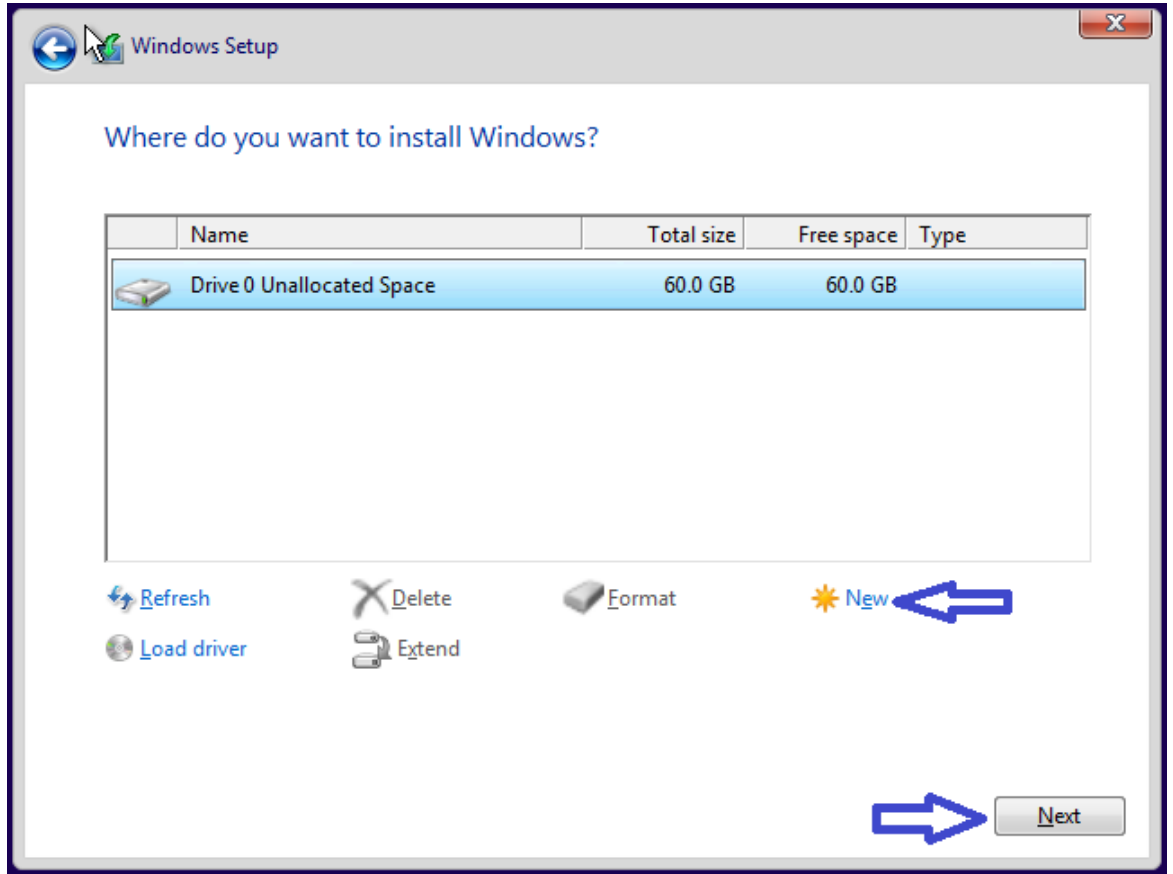 Windows Setup
Where do you want to install Windows?
Name Total size Free space Type
Drive 0 Unallocated Space 60.0 GB 60.0 GB
Refresh Delete Format New
Load driver Extend
Next